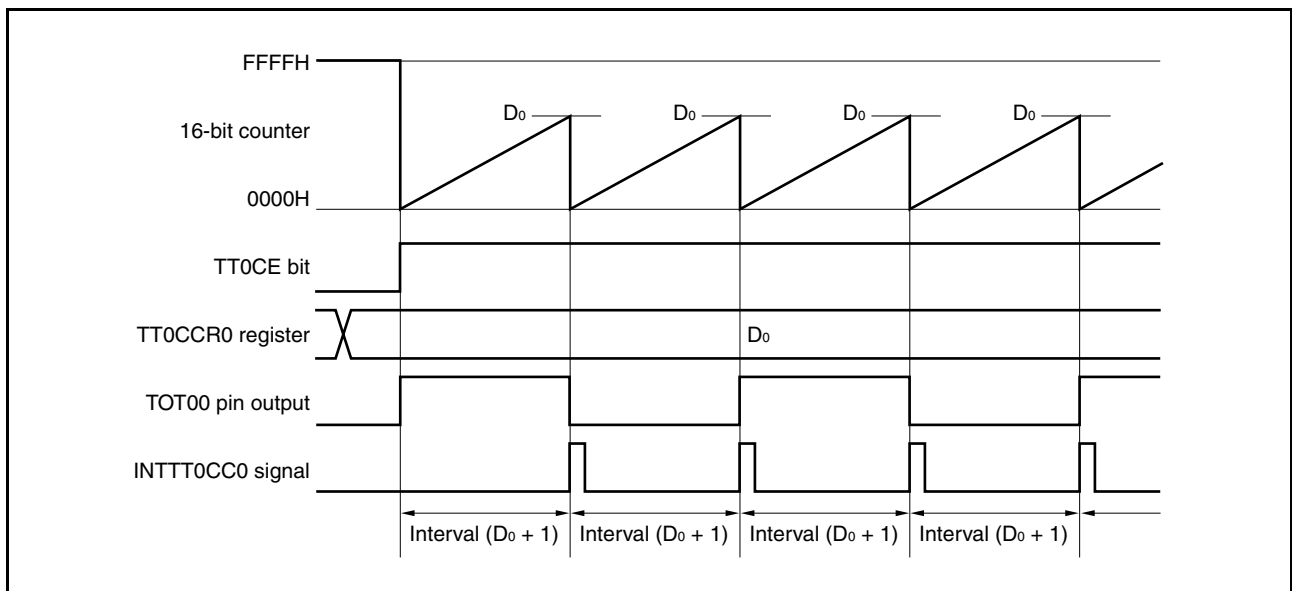 FFFFH
D0 D0 D0 D0
16-bit counter
0000H
TT0CE bit
TT0CCR0 register D0
TOT00 pin output
INTTT0CC0 signal
Interval (D0 + 1) Interval (D0 + 1) Interval (D0 + 1) Interval (D0 + 1)